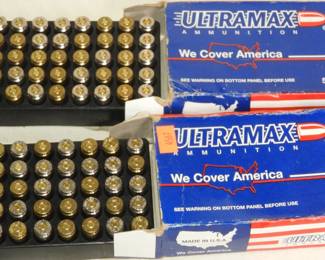 ULTRAMAX
AMMUNITION
We Cover America
SEE WARNING ON BOTTOM PANEL BEFORE USE
ULTRAMAX
AMMUNITION
We Cover America
SEE WARNING ON BOTTOM PANEL BEFORE USE
MADE IN U.S.A.
ULTRAMAX